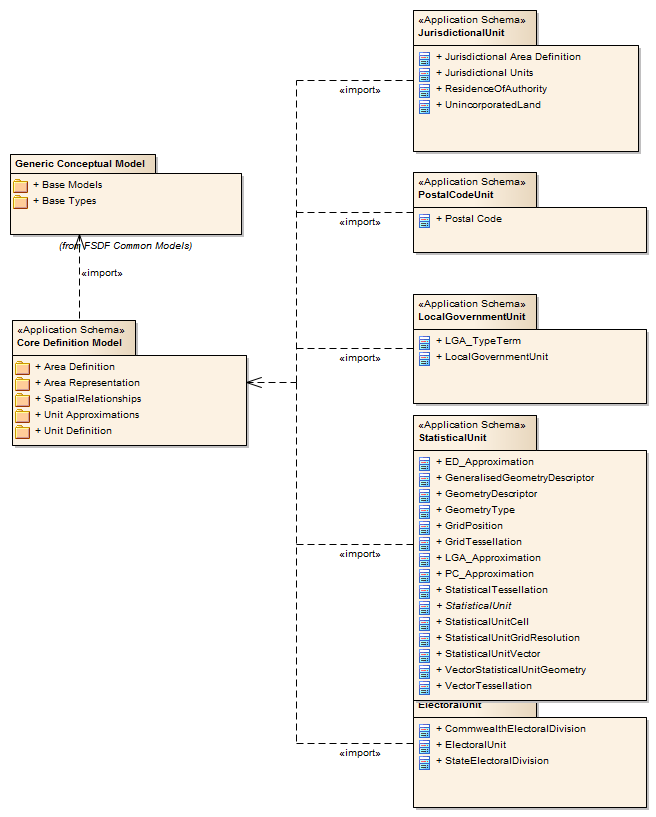 «Application Schema»
JurisdictionalUnit
+ Jurisdictional Area Definition
+ Jurisdictional Units
+ ResidenceOfAuthority
+ UnincorporatedLand
«import»
Generic Conceptual Model
+ Base Models
+ Base Types
(from FSDF Common Models)
«import»
«Application Schema»
PostalCodeUnit
+ Postal Code
«import»
«Application Schema»
Core Definition Model
+ Area Definition
+ Area Representation
+ SpatialRelationships
+ Unit Approximations
+ Unit Definition
«Application Schema»
LocalGovernmentUnit
+ LGA_TypeTerm
+ LocalGovernmentUnit
«import»
«Application Schema»
StatisticalUnit
+ ED_Approximation
+ GeneralisedGeometryDescriptor
+ GeometryDescriptor
+ GeometryType
+ GridPosition
+ GridTessellation
+ LGA_Approximation
+ PC_Approximation
+ StatisticalTessellation
+ StatisticalUnit
+ StatisticalUnitCell
+ StatisticalUnitGridResolution
+ StatisticalUnitVector
+ VectorStatisticalUnitGeometry
+ VectorTessellation
«import»
ElectoralUnit
+ CommwealthElectoralDivision
+ ElectoralUnit
+ StateElectoralDivision
«import»